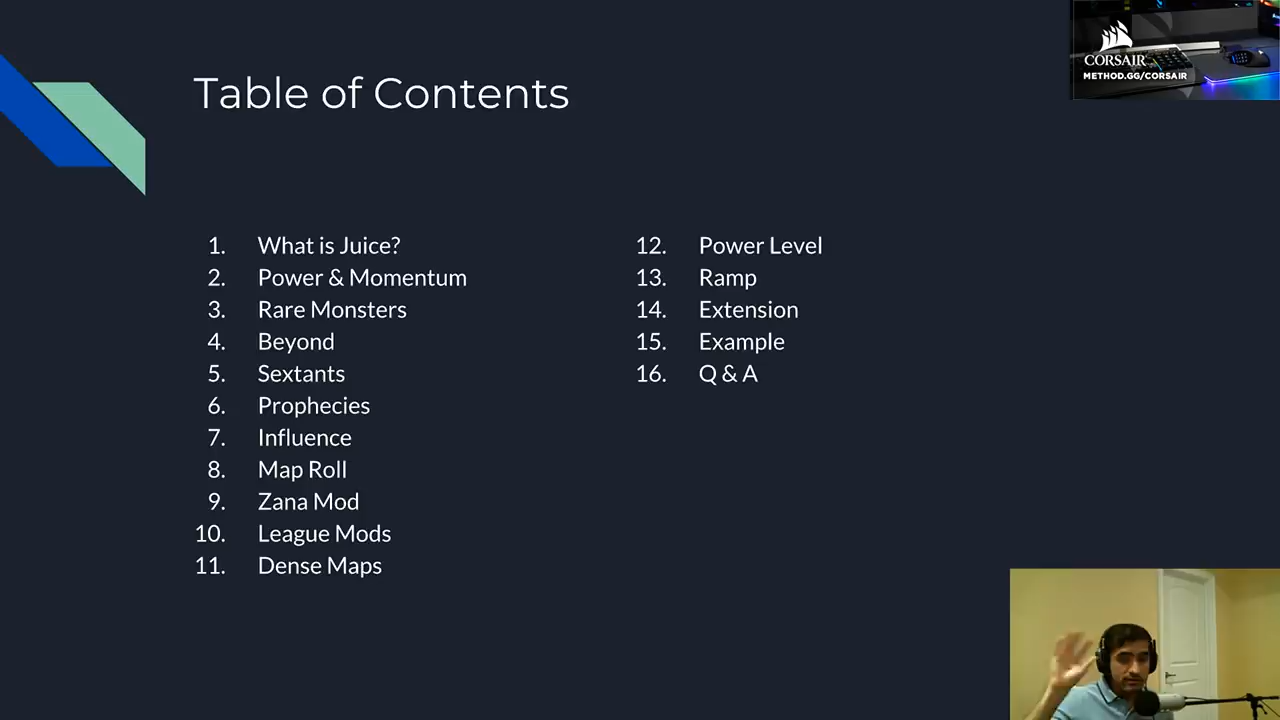 CORSAIR
METHOD.GG/CORSAIR
Table of Contents
1. What is Juice?
2. Power & Momentum
3. Rare Monsters
4. Beyond
5. Sextants
6. Prophecies
7. Influence
8. Map Roll
9. Zana Mod
10. League Mods
11. Dense Maps
12. Power Level
13. Ramp
14. Extension
15. Example
16. Q & A